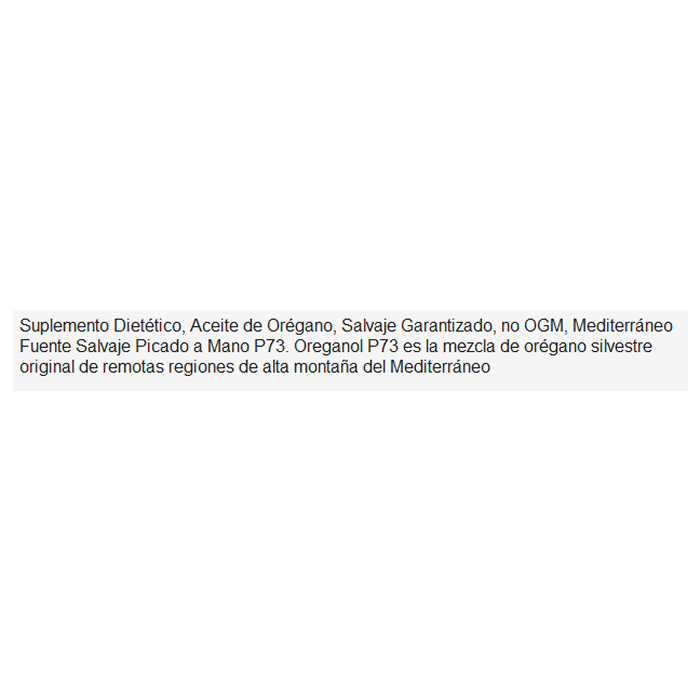 Suplemento Dietético, Aceite de Orégano, Salvaje Garantizado, no OGM, Mediterráneo
Fuente Salvaje Picado a Mano P73. Oreganol P73 es la mezcla de orégano silvestre
original de remotas regiones de alta montaña del Mediterráneo